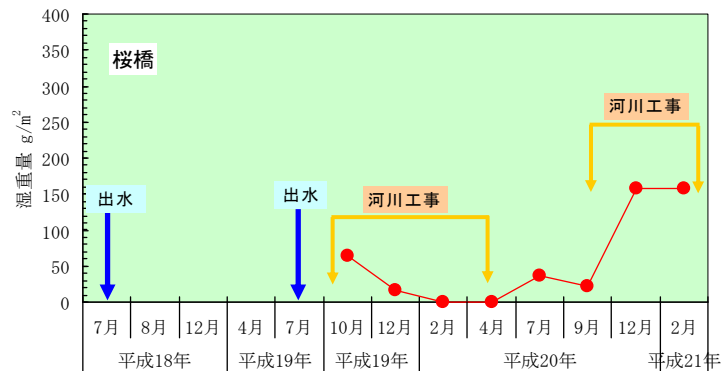 400
350
300
250
200
150
100
50
0
湿重量 g/m²
桜橋
出水
出水
河川工事
河川工事
7月 8月 12月 4月 7月 10月 12月 2月 4月 7月 9月 12月 2月
平成18年 平成19年 平成19年 平成20年 平成21年